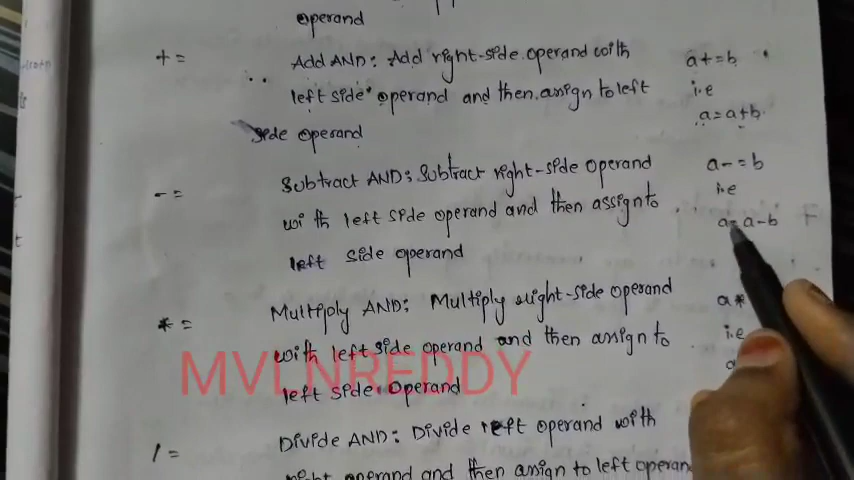 operand
+= Add AND: Add right-side operand with a+=b
left side operand and then assign to left i.e
side operand a=a+b
-= Subtract AND: Subtract right-side operand a-=b
with left side operand and then assign to i.e
left side operand a=a-b
*= Multiply AND: Multiply right-side operand a*
with left side operand and then assign to i.e
left side operand a
MVLNREDDY
/= Divide AND: Divide left operand with
right operand and then assign to left operan